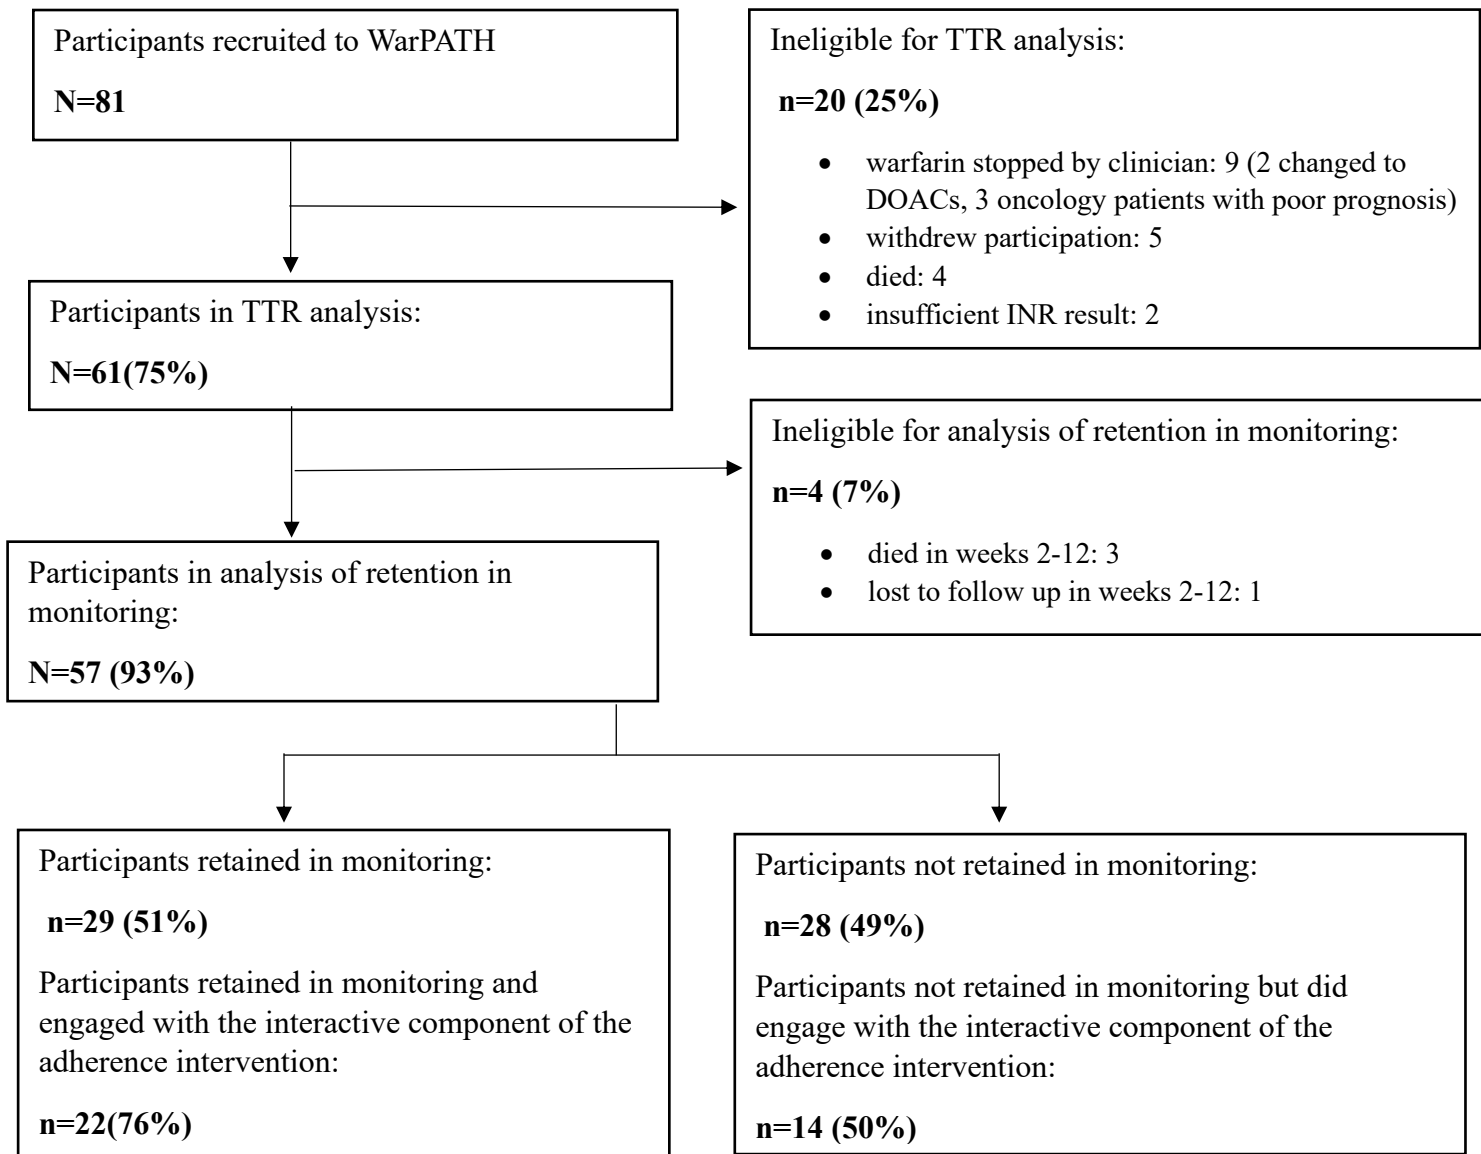 Participants recruited to WarPATH
N=81
Ineligible for TTR analysis:
n=20 (25%)
• warfarin stopped by clinician: 9 (2 changed to
DOACs, 3 oncology patients with poor prognosis)
• withdrew participation: 5
• died: 4
• insufficient INR result: 2
Participants in TTR analysis:
N=61(75%)
Ineligible for analysis of retention in monitoring:
n=4 (7%)
• died in weeks 2-12: 3
• lost to follow up in weeks 2-12: 1
Participants in analysis of retention in
monitoring:
N=57 (93%)
Participants retained in monitoring:
n=29 (51%)
Participants retained in monitoring and
engaged with the interactive component of the
adherence intervention:
n=22(76%)
Participants not retained in monitoring:
n=28 (49%)
Participants not retained in monitoring but did
engage with the interactive component of the
adherence intervention:
n=14 (50%)